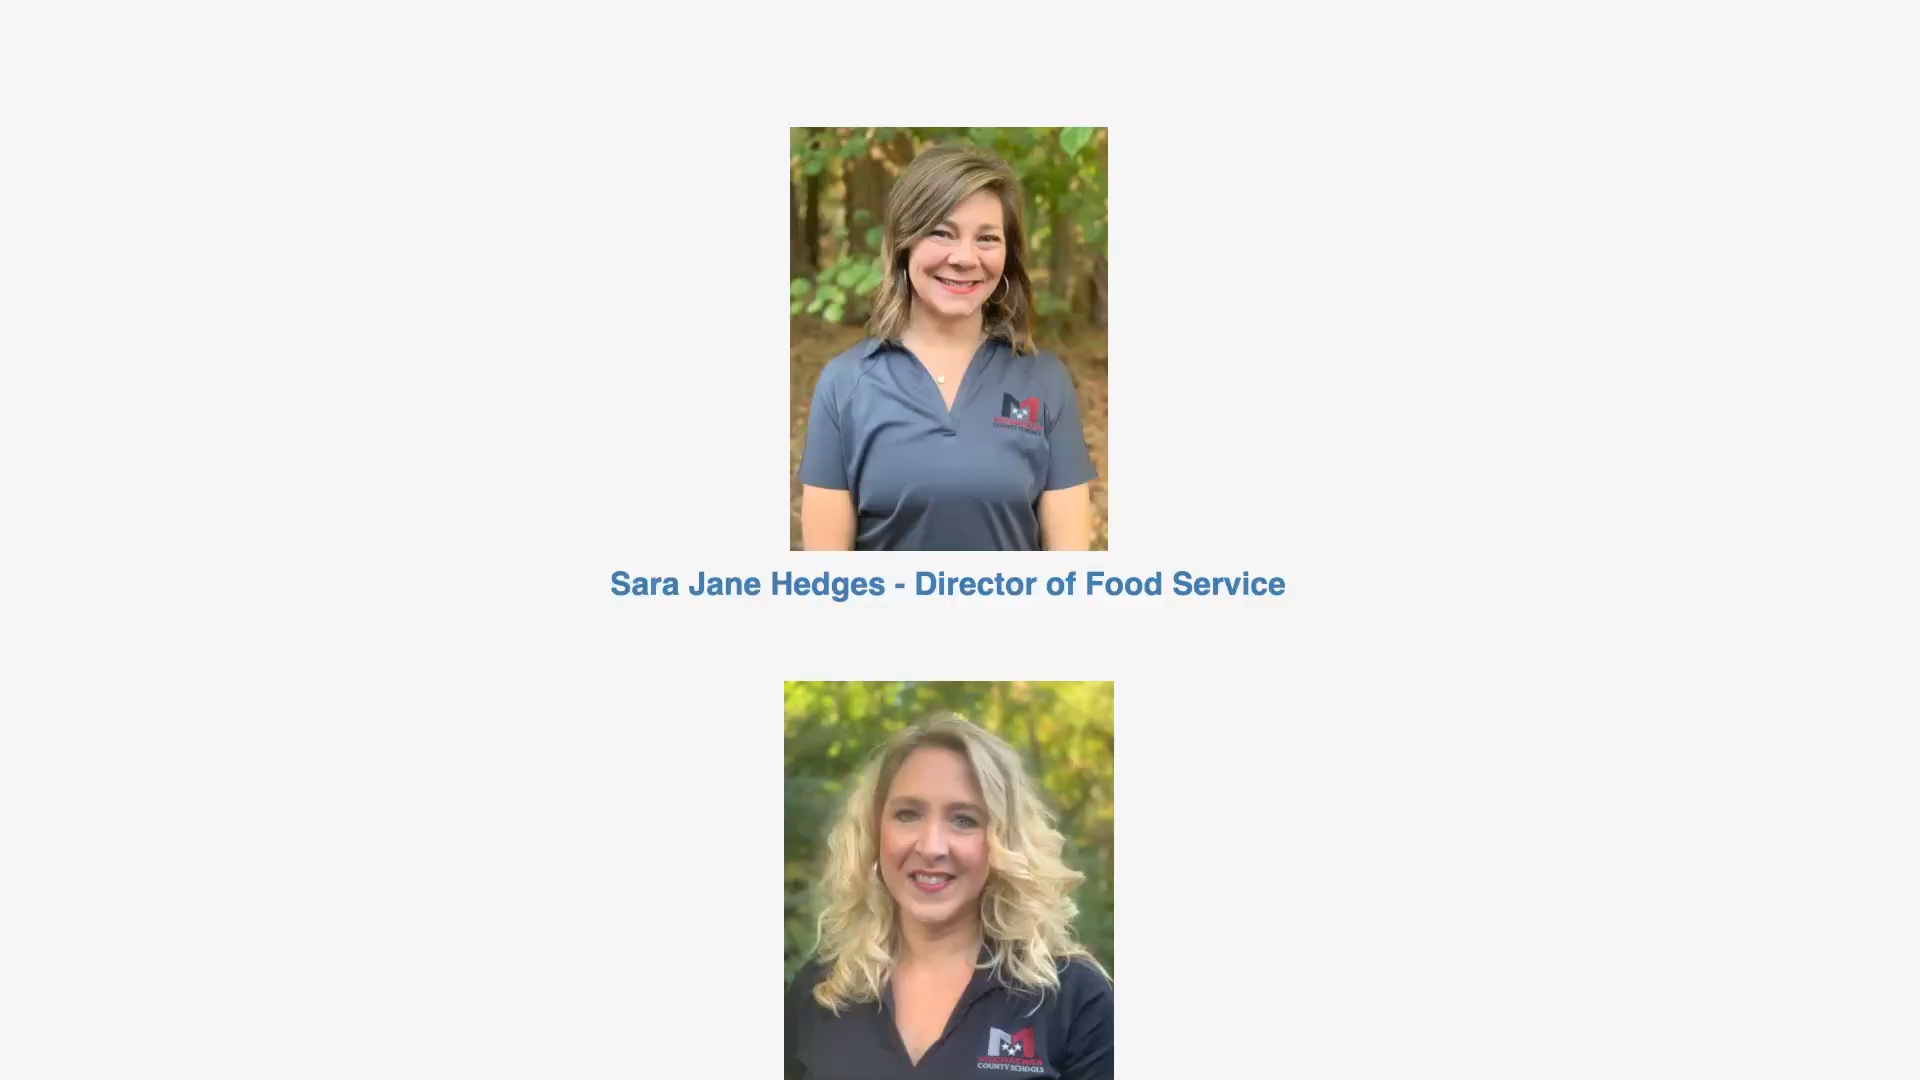 Sara Jane Hedges - Director of Food Service
COUNTY SCHOOLS